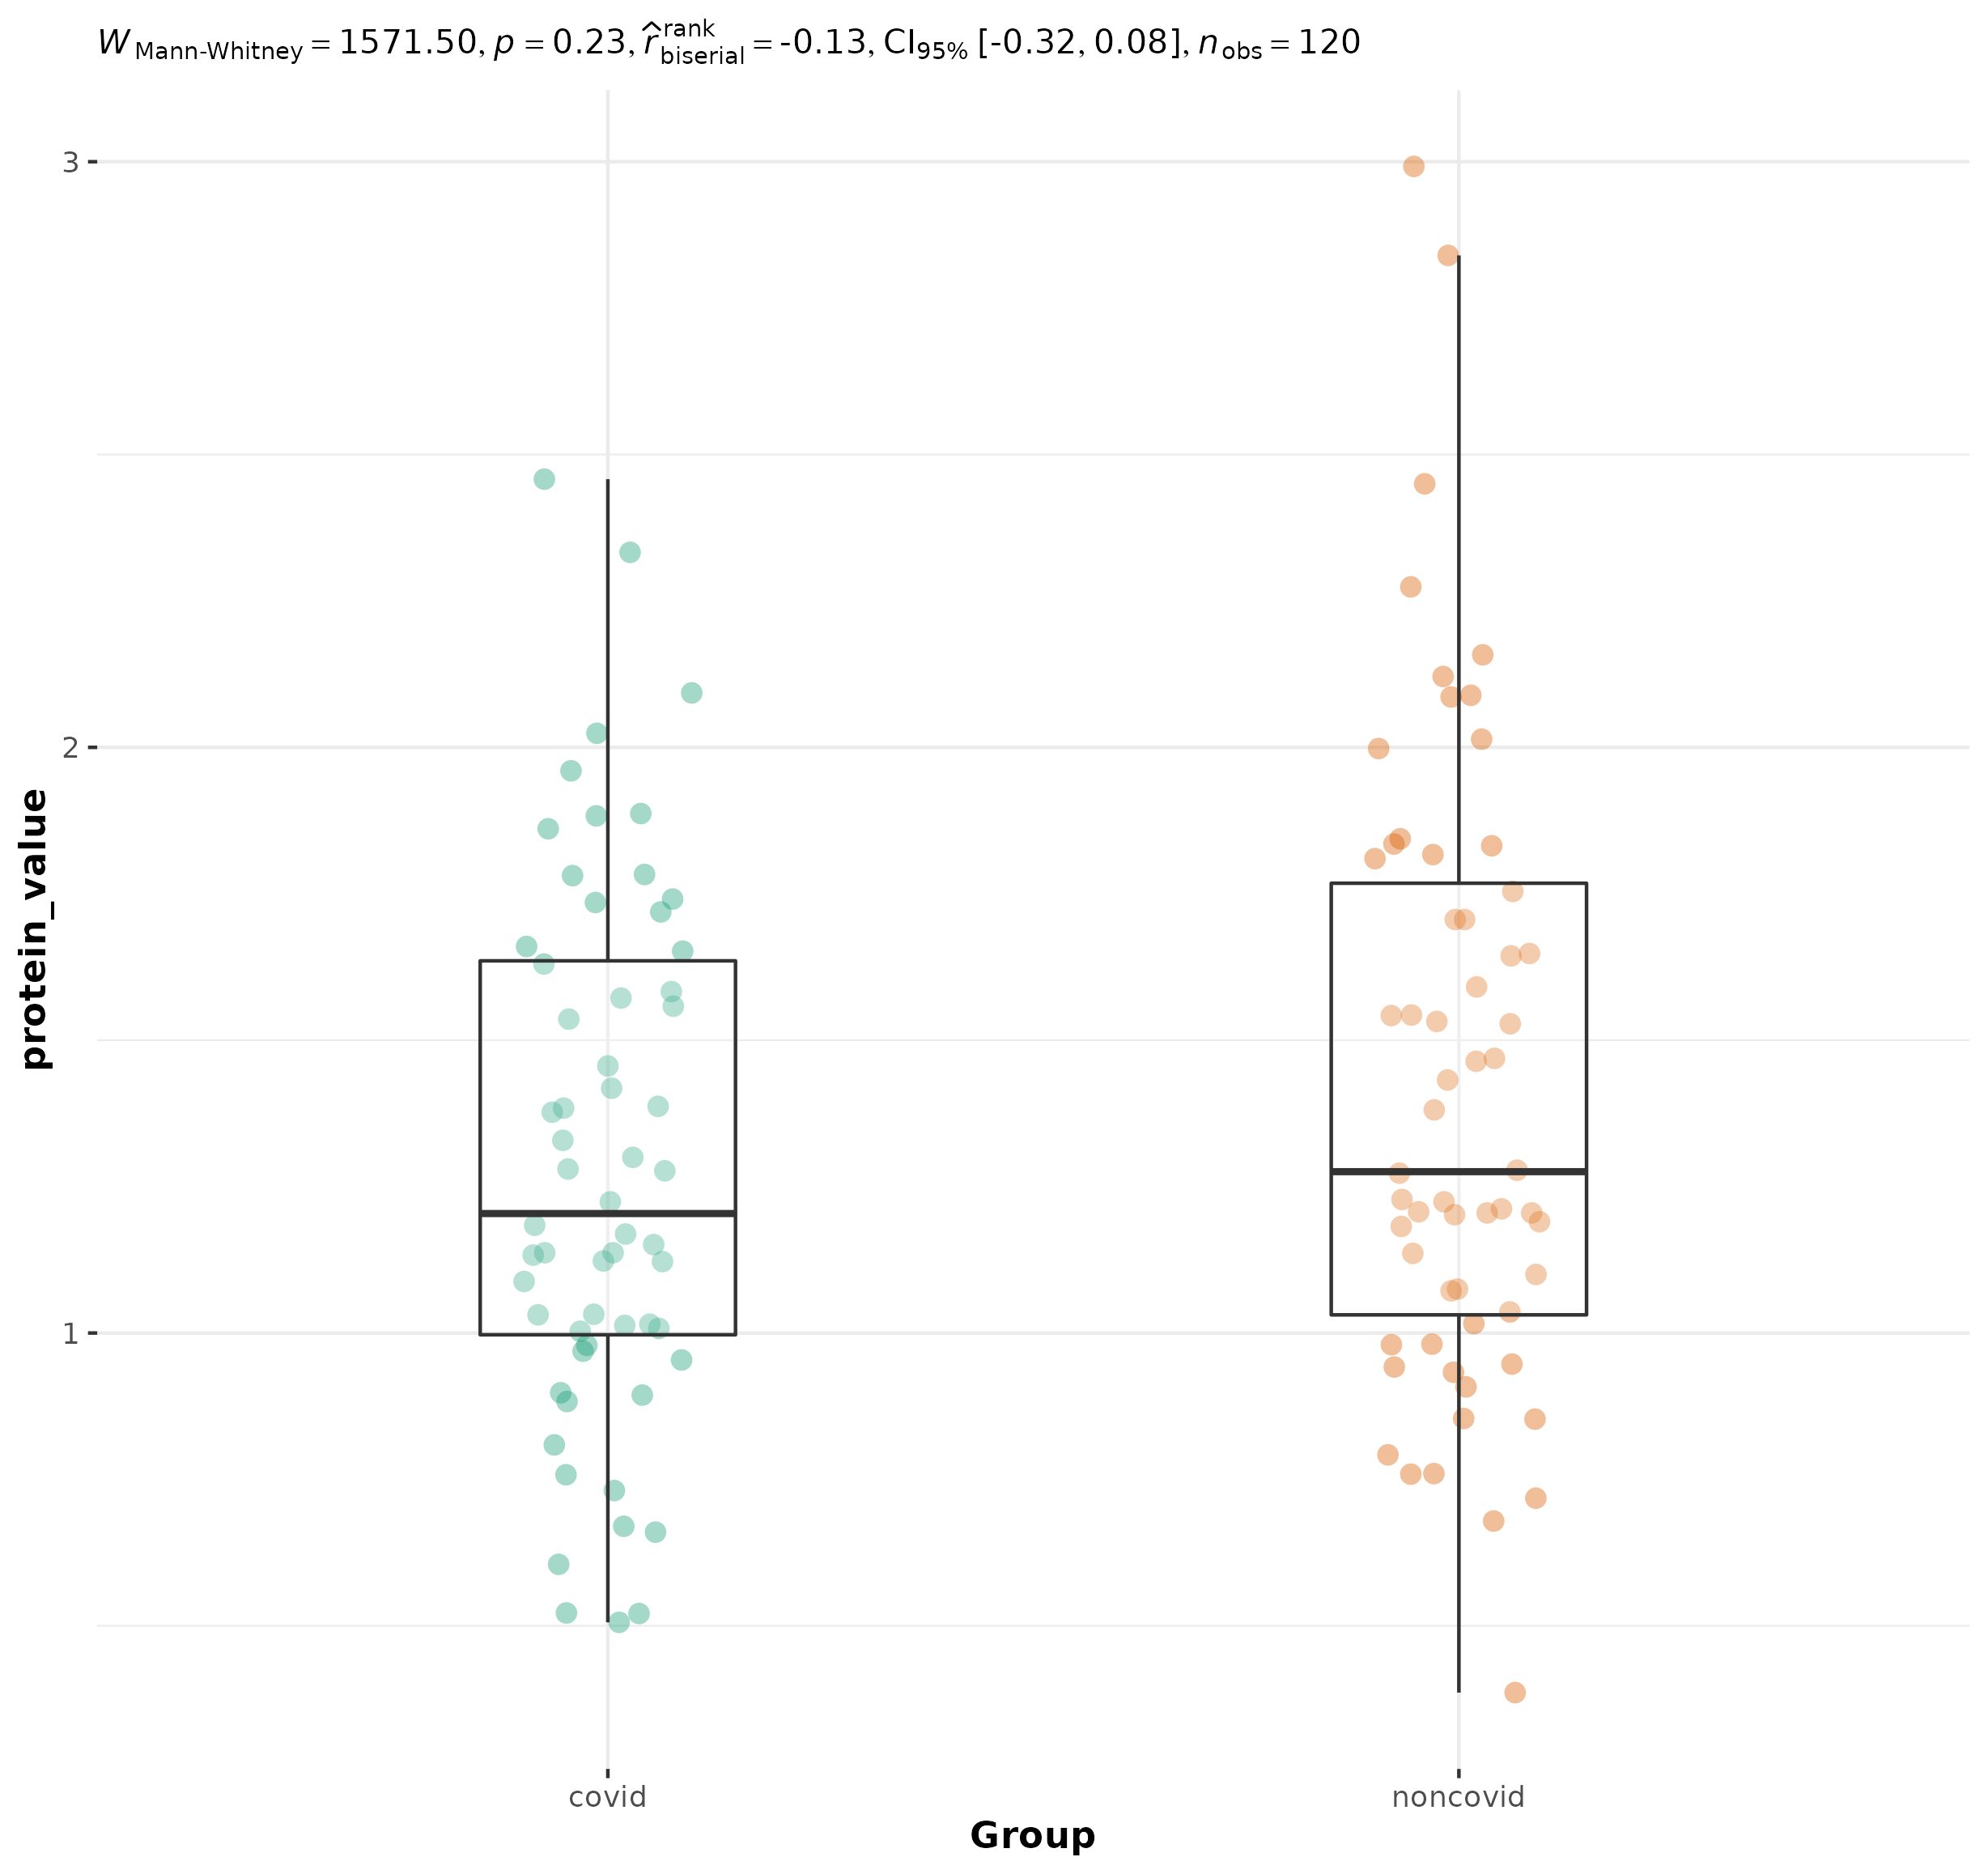 W Mann-Whitney = 1571.50, p = 0.23, r̂ rank biserial = -0.13, CI95% [-0.32, 0.08], nobs = 120
3
2
1
protein_value
covid noncovid
Group